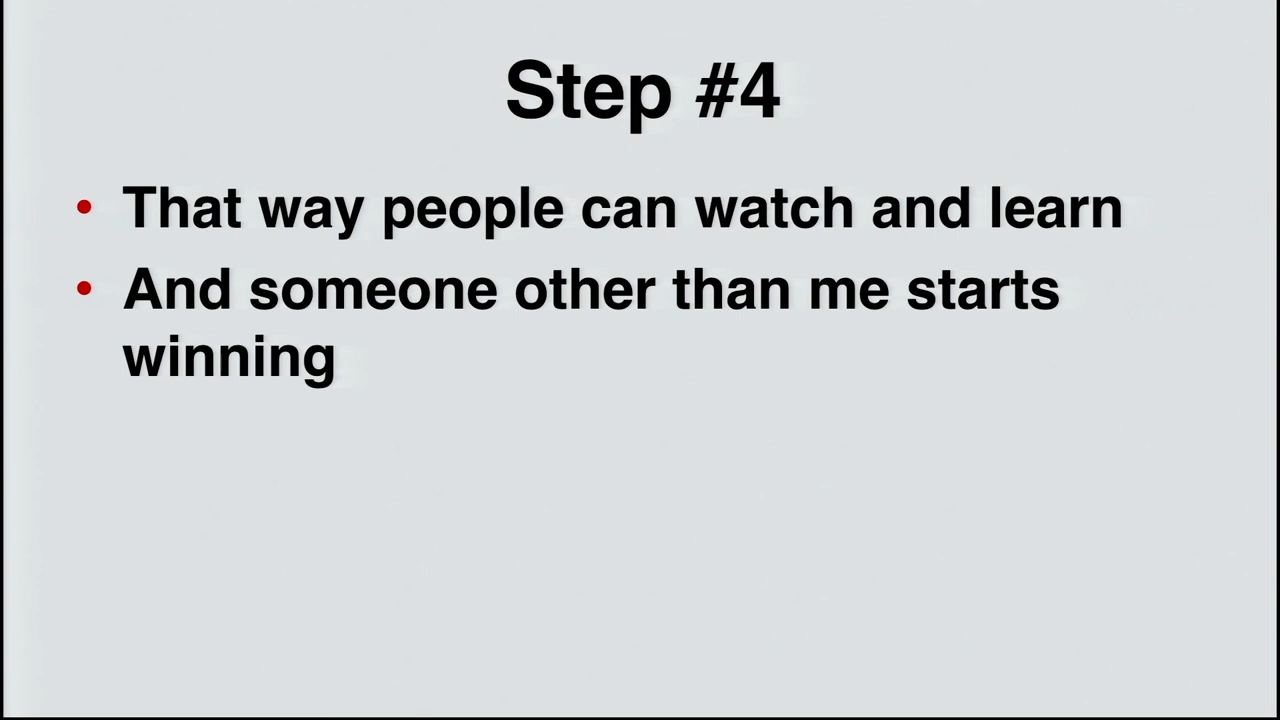 Step #4
• That way people can watch and learn
• And someone other than me starts
winning